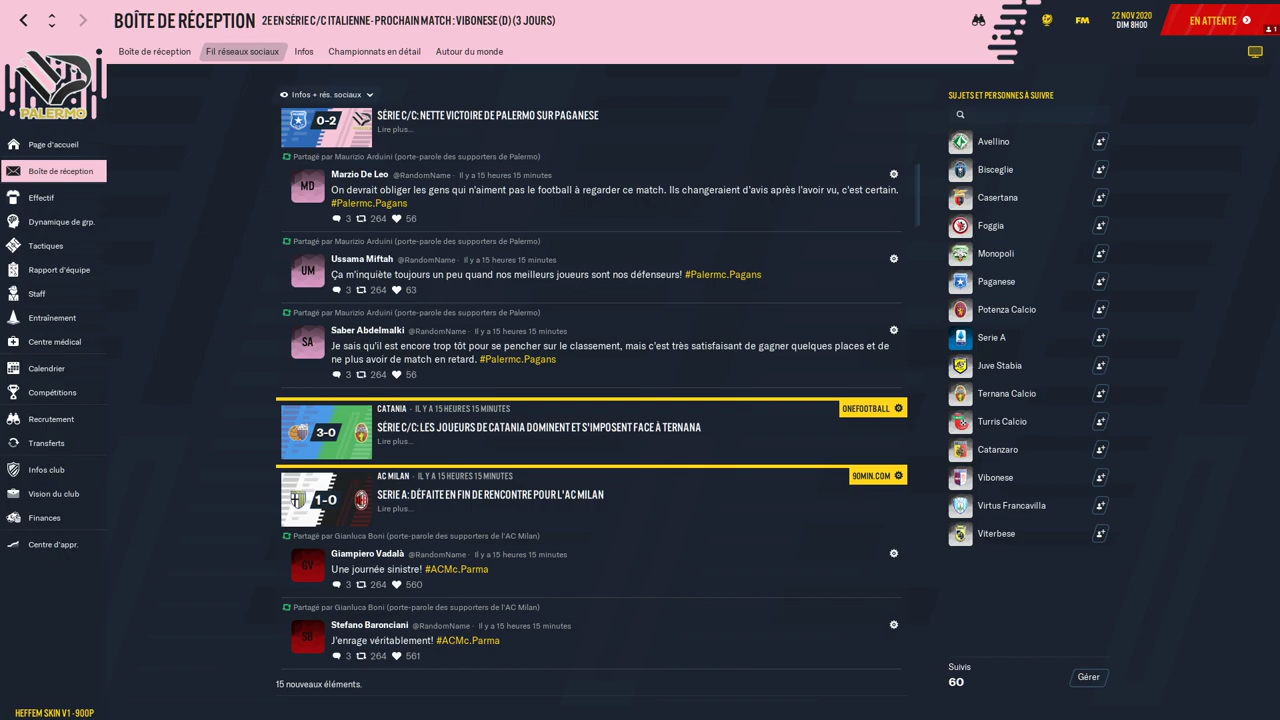 BOÎTE DE RÉCEPTION
2E EN SÉRIE C/C ITALIENNE - PROCHAIN MATCH : VIBONESE (D) (3 JOURS)
22 NOV 2020
DIM 8H00
FM
EN ATTENTE
1
Boîte de réception
Fil réseaux sociaux
Infos
Championnats en détail
Autour du monde
PALERMO
Page d'accueil
Boîte de réception
Effectif
Dynamique de grp.
Tactiques
Rapport d'équipe
Staff
Entraînement
Centre médical
Calendrier
Compétitions
Recrutement
Transferts
Infos club
Vision du club
Finances
Centre d'appr.
HEFFEM SKIN V1 - 900P
Infos + rés. sociaux
0-2
SÉRIE C/C: NETTE VICTOIRE DE PALERMO SUR PAGANESE
Lire plus...
Partagé par Maurizio Arduini (porte-parole des supporters de Palermo)
MD
Marzio De Leo @RandomName · Il y a 15 heures 15 minutes
On devrait obliger les gens qui n'aiment pas le football à regarder ce match. Ils changeraient d'avis après l'avoir vu, c'est certain.
#Palermc.Pagans
3 264 56
Partagé par Maurizio Arduini (porte-parole des supporters de Palermo)
UM
Ussama Miftah @RandomName · Il y a 15 heures 15 minutes
Ça m'inquiète toujours un peu quand nos meilleurs joueurs sont nos défenseurs! #Palermc.Pagans
3 264 63
Partagé par Maurizio Arduini (porte-parole des supporters de Palermo)
SA
Saber Abdelmalki @RandomName · Il y a 15 heures 15 minutes
Je sais qu'il est encore trop tôt pour se pencher sur le classement, mais c'est très satisfaisant de gagner quelques places et de
ne plus avoir de match en retard. #Palermc.Pagans
3 264 56
CATANIA - IL Y A 15 HEURES 15 MINUTES
ONEFOOTBALL
3-0
SÉRIE C/C: LES JOUEURS DE CATANIA DOMINENT ET S'IMPOSENT FACE À TERNANA
Lire plus...
AC MILAN - IL Y A 15 HEURES 15 MINUTES
90MIN.COM
1-0
SERIE A: DÉFAITE EN FIN DE RENCONTRE POUR L'AC MILAN
Lire plus...
Partagé par Gianluca Boni (porte-parole des supporters de l'AC Milan)
GV
Giampiero Vadalà @RandomName · Il y a 15 heures 15 minutes
Une journée sinistre! #ACMc.Parma
3 264 560
Partagé par Gianluca Boni (porte-parole des supporters de l'AC Milan)
SB
Stefano Baronciani @RandomName · Il y a 15 heures 15 minutes
J'enrage véritablement! #ACMc.Parma
3 264 561
15 nouveaux éléments.
SUJETS ET PERSONNES À SUIVRE
Avellino
Bisceglie
Casertana
Foggia
Monopoli
Paganese
Potenza Calcio
Serie A
Juve Stabia
Ternana Calcio
Turris Calcio
Catanzaro
Vibonese
Virtus Francavilla
Viterbese
Suivis
60
Gérer